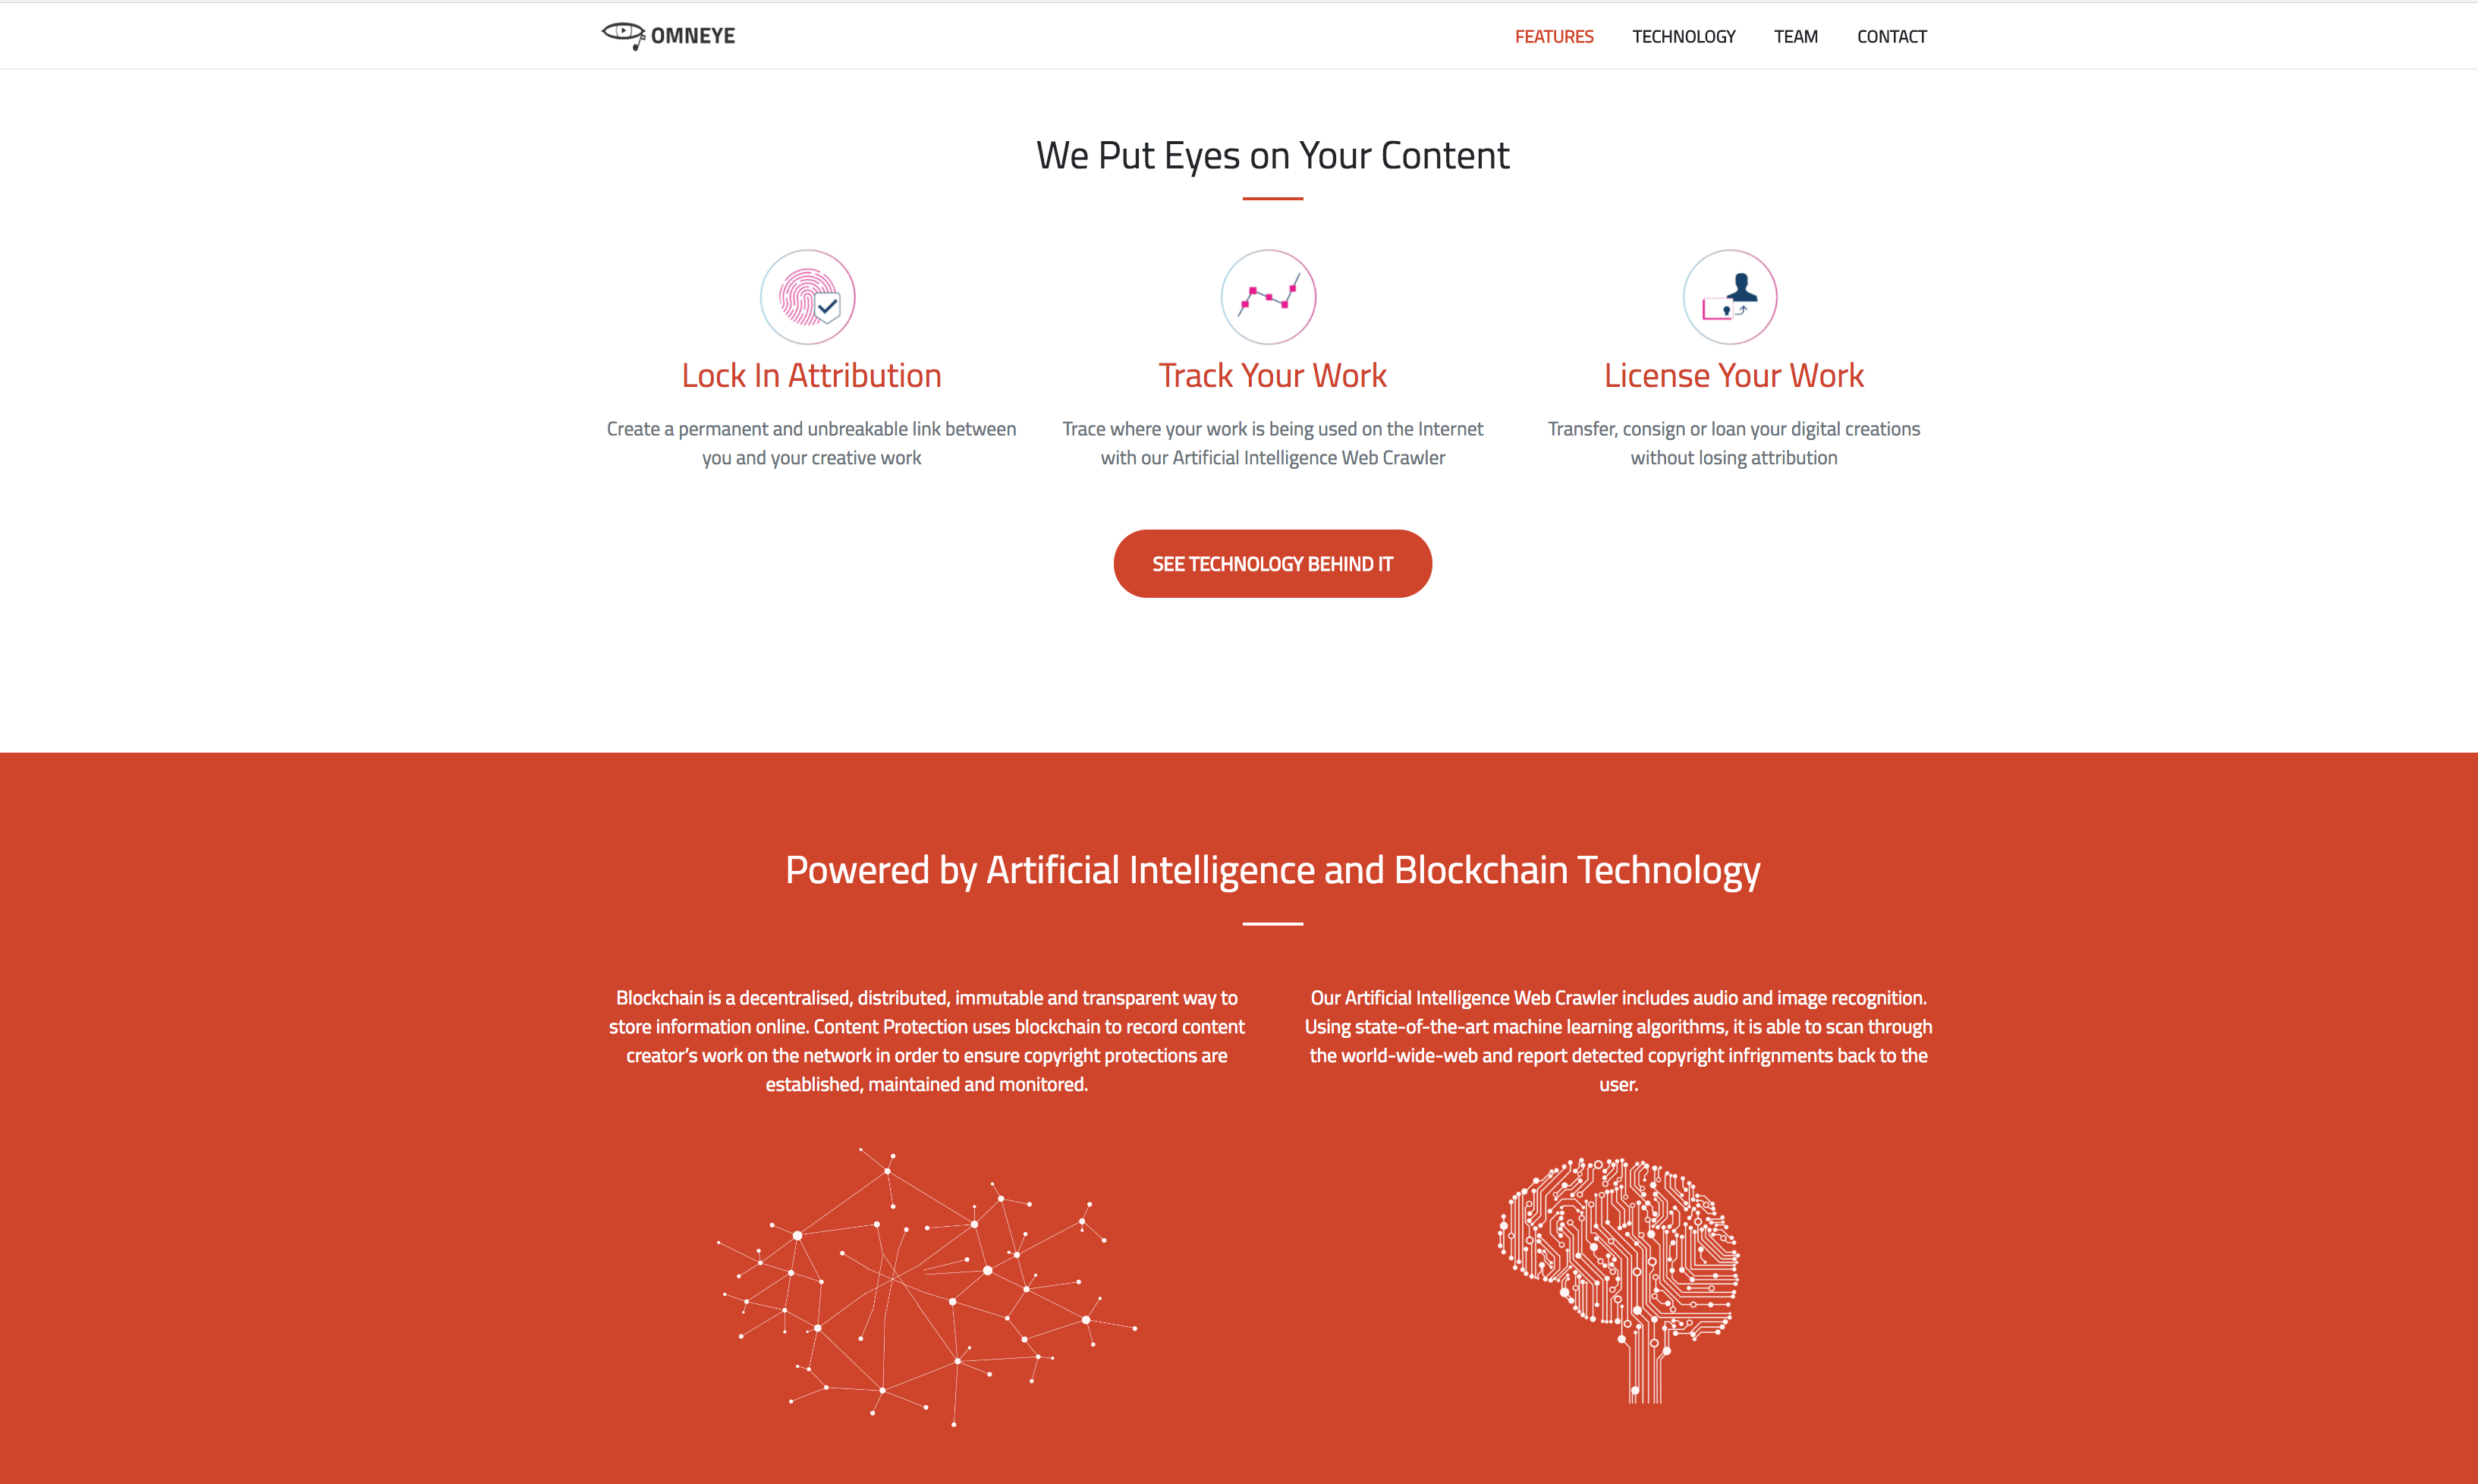 OMNEYE
FEATURES
TECHNOLOGY
TEAM
CONTACT
We Put Eyes on Your Content
Lock In Attribution
Create a permanent and unbreakable link between
you and your creative work
Track Your Work
Trace where your work is being used on the Internet
with our Artificial Intelligence Web Crawler
License Your Work
Transfer, consign or loan your digital creations
without losing attribution
SEE TECHNOLOGY BEHIND IT
Powered by Artificial Intelligence and Blockchain Technology
Blockchain is a decentralised, distributed, immutable and transparent way to
store information online. Content Protection uses blockchain to record content
creator’s work on the network in order to ensure copyright protections are
established, maintained and monitored.
Our Artificial Intelligence Web Crawler includes audio and image recognition.
Using state-of-the-art machine learning algorithms, it is able to scan through
the world-wide-web and report detected copyright infrignments back to the
user.